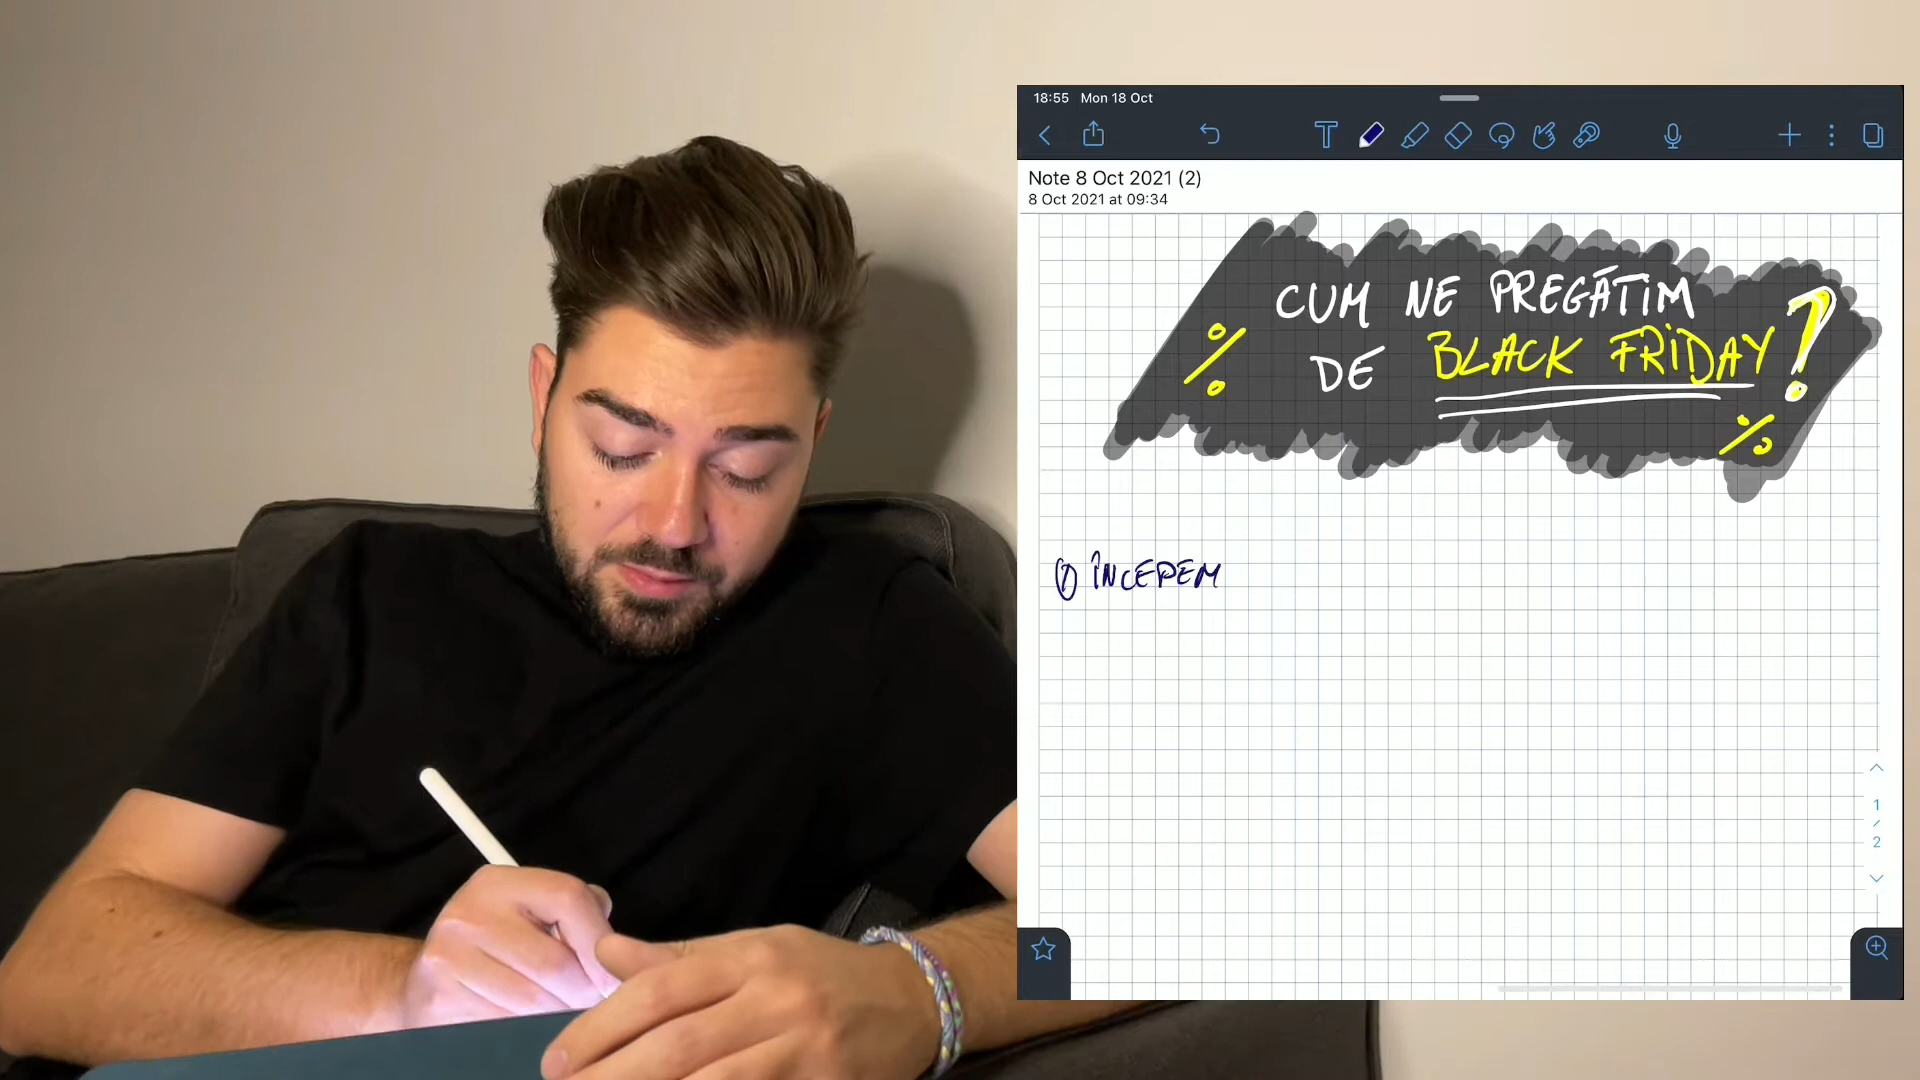 18:55 Mon 18 Oct
Note 8 Oct 2021 (2)
8 Oct 2021 at 09:34
CUM NE PREGĂTIM
% DE BLACK FRIDAY?
%
① ÎNCEPEM
1
/
2